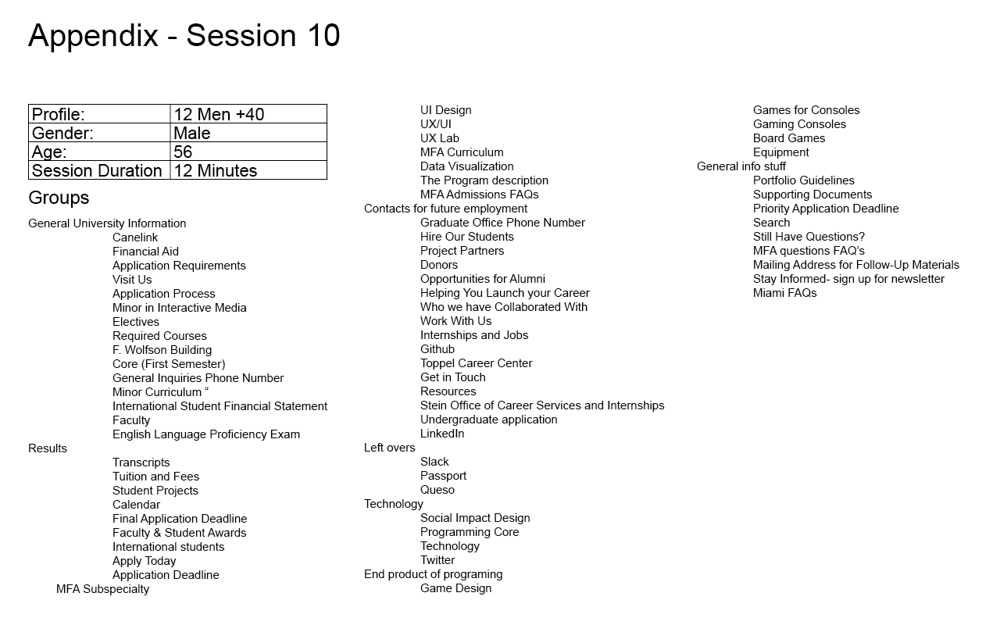 Appendix - Session 10
Profile: 12 Men +40
Gender: Male
Age: 56
Session Duration 12 Minutes
Groups
General University Information
Canelink
Financial Aid
Application Requirements
Visit Us
Application Process
Minor in Interactive Media
Electives
Required Courses
F. Wolfson Building
Core (First Semester)
General Inquiries Phone Number
Minor Curriculum “
International Student Financial Statement
Faculty
English Language Proficiency Exam
Results
Transcripts
Tuition and Fees
Student Projects
Calendar
Final Application Deadline
Faculty & Student Awards
International students
Apply Today
Application Deadline
MFA Subspecialty
UI Design
UX/UI
UX Lab
MFA Curriculum
Data Visualization
The Program description
MFA Admissions FAQs
Contacts for future employment
Graduate Office Phone Number
Hire Our Students
Project Partners
Donors
Opportunities for Alumni
Helping You Launch your Career
Who we have Collaborated With
Work With Us
Internships and Jobs
Github
Toppel Career Center
Get in Touch
Resources
Stein Office of Career Services and Internships
Undergraduate application
LinkedIn
Left overs
Slack
Passport
Queso
Technology
Social Impact Design
Programming Core
Technology
Twitter
End product of programing
Game Design
Games for Consoles
Gaming Consoles
Board Games
Equipment
General info stuff
Portfolio Guidelines
Supporting Documents
Priority Application Deadline
Search
Still Have Questions?
MFA questions FAQ’s
Mailing Address for Follow-Up Materials
Stay Informed- sign up for newsletter
Miami FAQs